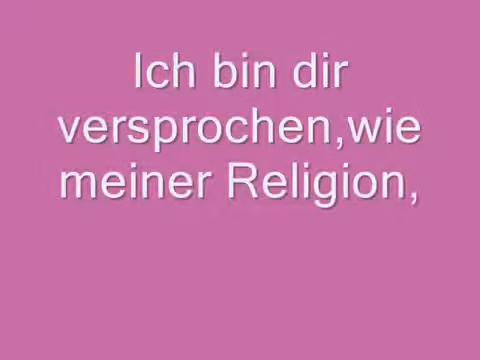 Ich bin dir
versprochen,wie
meiner Religion,